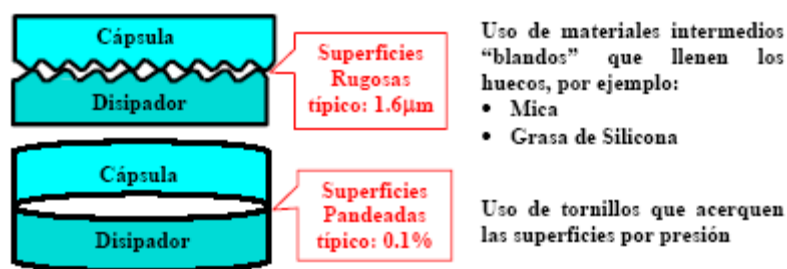 Cápsula
Disipador
Superficies
Rugosas
típico: 1.6μm
Uso de materiales intermedios
“blandos” que llenen los
huecos, por ejemplo:
• Mica
• Grasa de Silicona
Cápsula
Disipador
Superficies
Pandeadas
típico: 0.1%
Uso de tornillos que acerquen
las superficies por presión